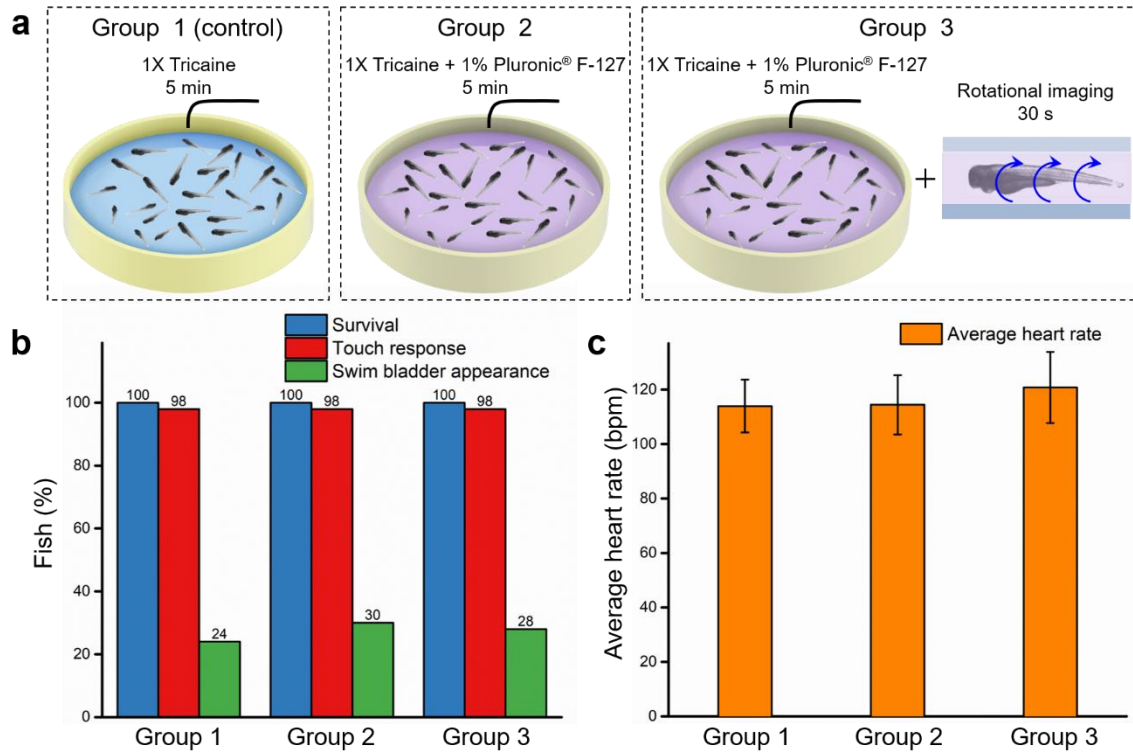 a
Group 1 (control)
1X Tricaine
5 min
Group 2
1X Tricaine + 1% Pluronic® F-127
5 min
Group 3
1X Tricaine + 1% Pluronic® F-127
5 min
+
Rotational imaging
30 s
b
Survival
Touch response
Swim bladder appearance
Fish (%)
100
80
60
40
20
0
100
98
24
100
98
30
100
98
28
Group 1
Group 2
Group 3
c
Average heart rate
Average heart rate (bpm)
120
100
80
60
40
20
0
Group 1
Group 2
Group 3